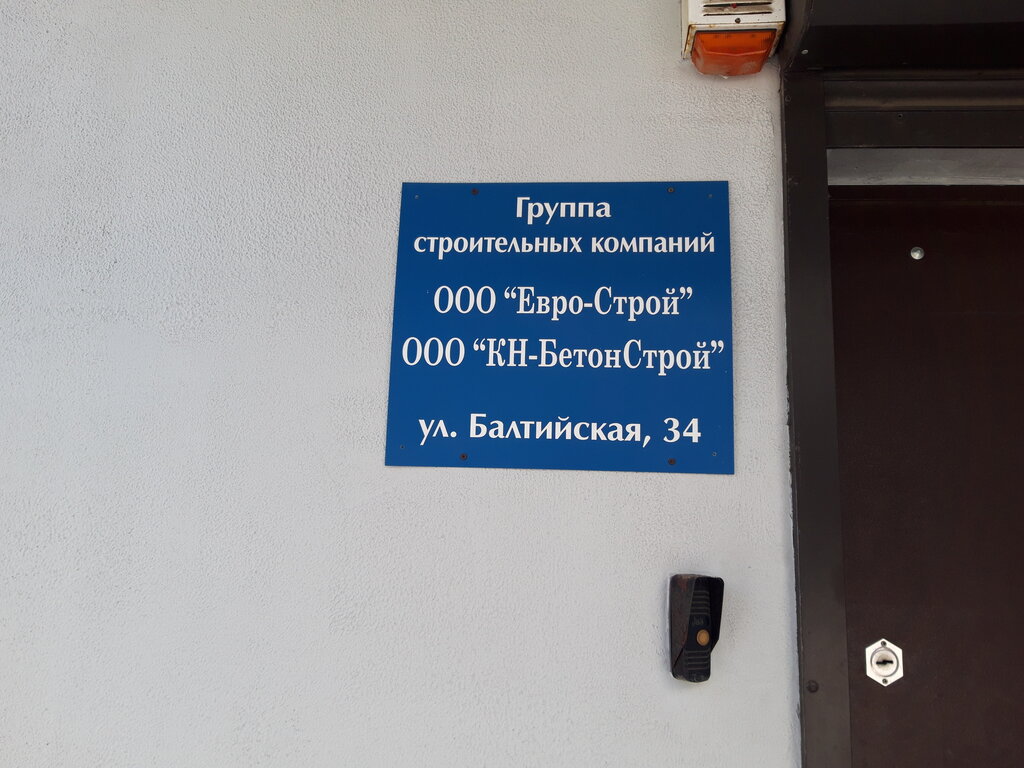 Группа
строительных компаний
ООО “Евро-Строй”
ООО “КН-БетонСтрой”
ул. Балтийская, 34